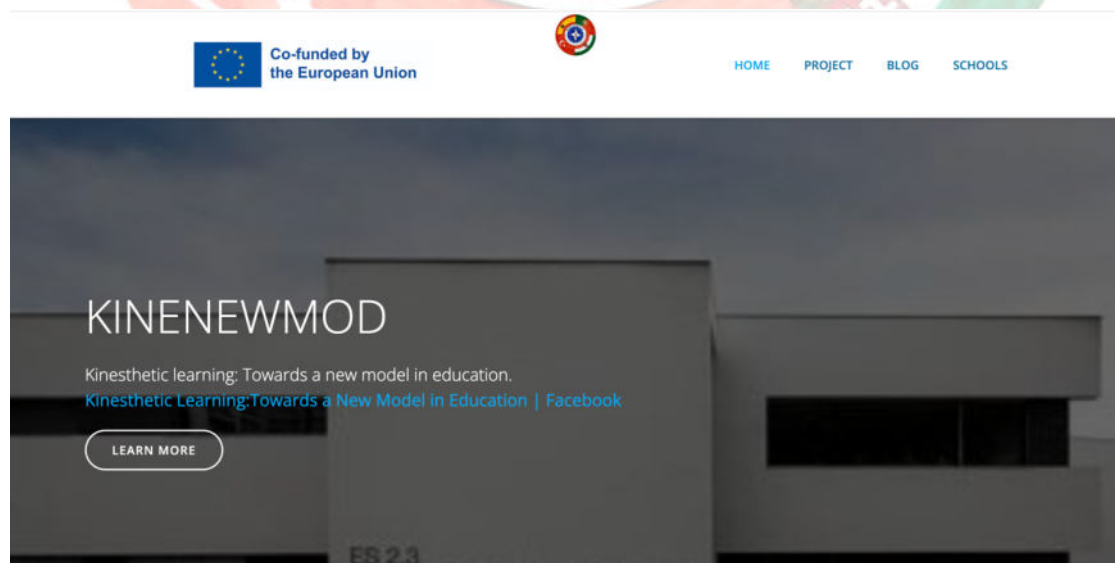 Co-funded by
the European Union
HOME PROJECT BLOG SCHOOLS
KINENEWMOD
Kinesthetic learning: Towards a new model in education.
Kinesthetic Learning:Towards a New Model in Education | Facebook
LEARN MORE
ES 2,3